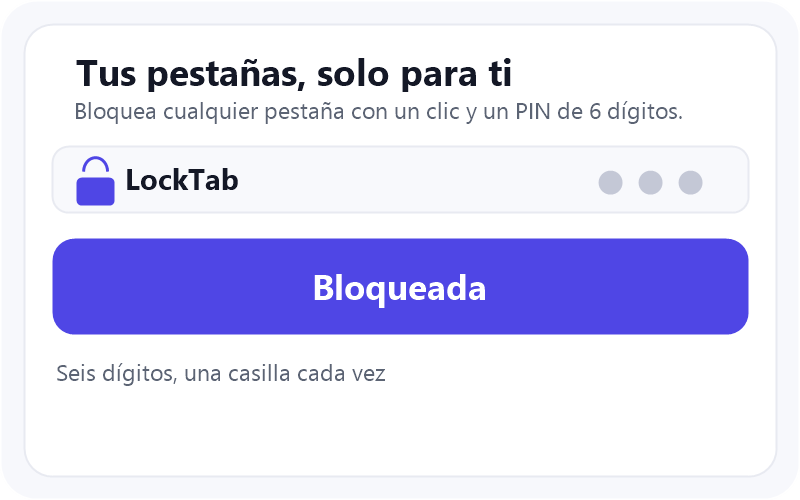 Tus pestañas, solo para ti
Bloquea cualquier pestaña con un clic y un PIN de 6 dígitos.
LockTab
Bloqueada
Seis dígitos, una casilla cada vez